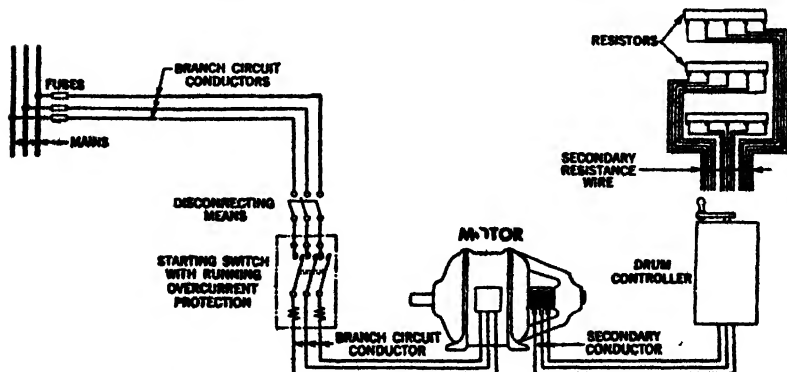 RESISTORS
BRANCH CIRCUIT
CONDUCTORS
FUSES
MAINS
SECONDARY
RESISTANCE
WIRE
DISCONNECTING
MEANS
MOTOR
STARTING SWITCH
WITH RUNNING
OVERCURRENT
PROTECTION
DRUM
CONTROLLER
BRANCH CIRCUIT
CONDUCTOR
SECONDARY
CONDUCTOR